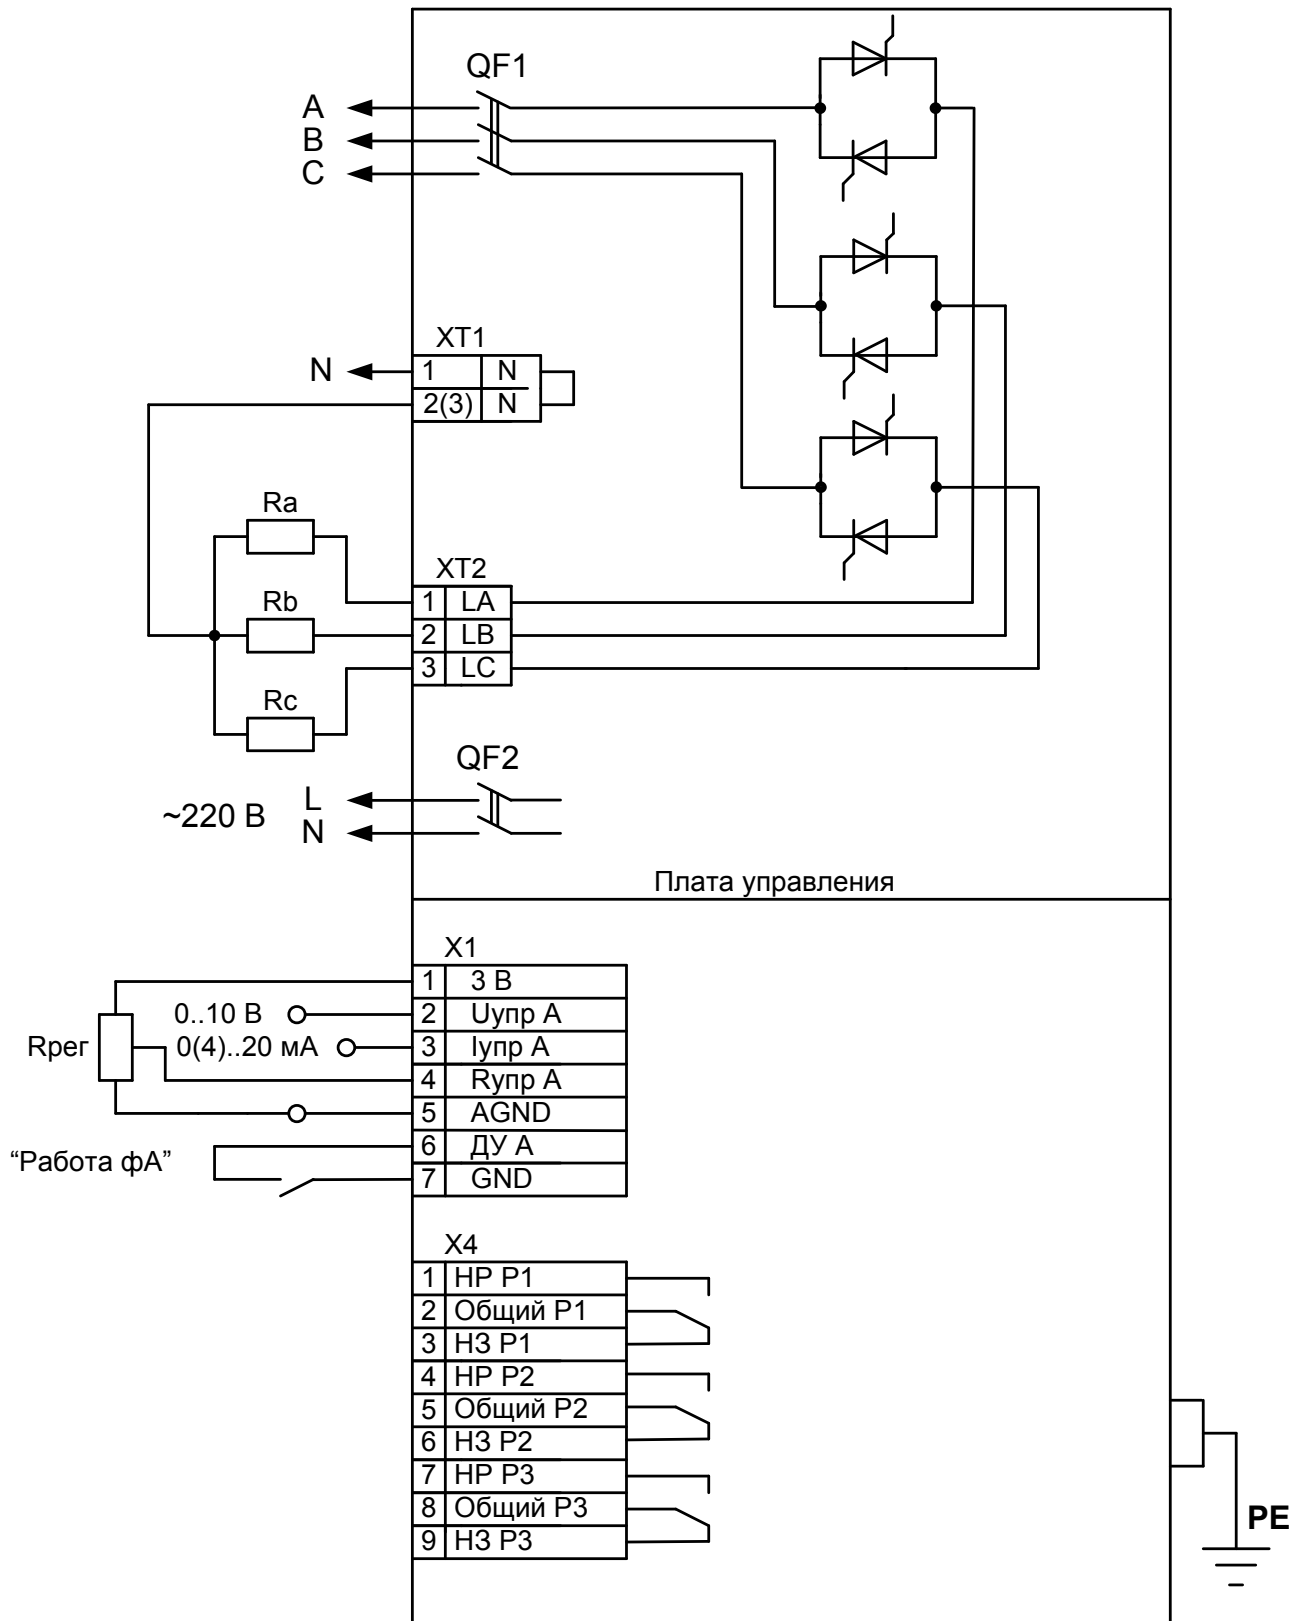 QF1
A
B
C
XT1
N 1 N
2(3) N
Ra
XT2
Rb 1 LA
2 LB
3 LC
Rc
QF2
~220 В L
N
Плата управления
X1
1 3 В
0..10 В 2 Uупр А
Rрег 0(4)..20 мА 3 Iупр А
4 Rупр А
5 AGND
6 ДУ А
“Работа фА” 7 GND
X4
1 НР Р1
2 Общий Р1
3 НЗ Р1
4 НР Р2
5 Общий Р2
6 НЗ Р2
7 НР Р3
8 Общий Р3
9 НЗ Р3
PE